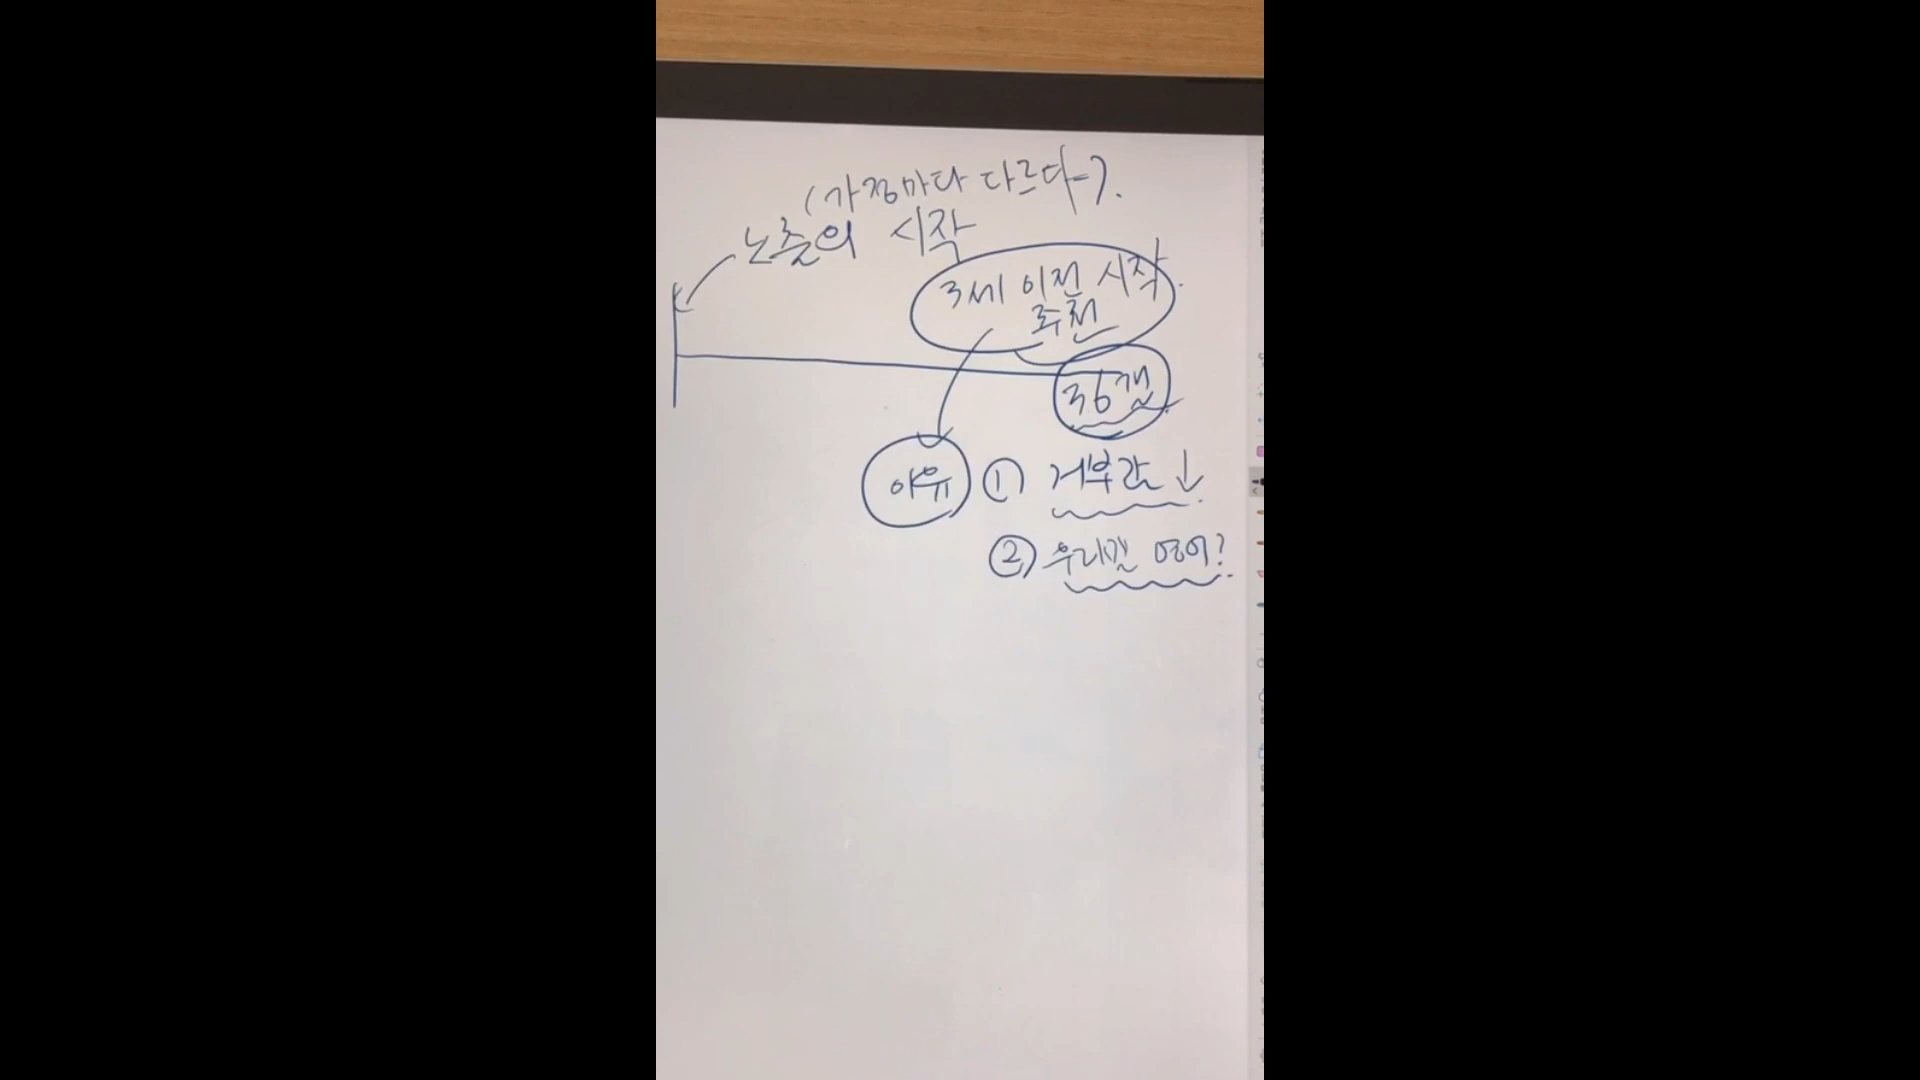 (가정마다 다르다-).
노출의 시작
3세 이전 시작.
추천
36개
이유 ① 거부감↓
② 우리말 영어?